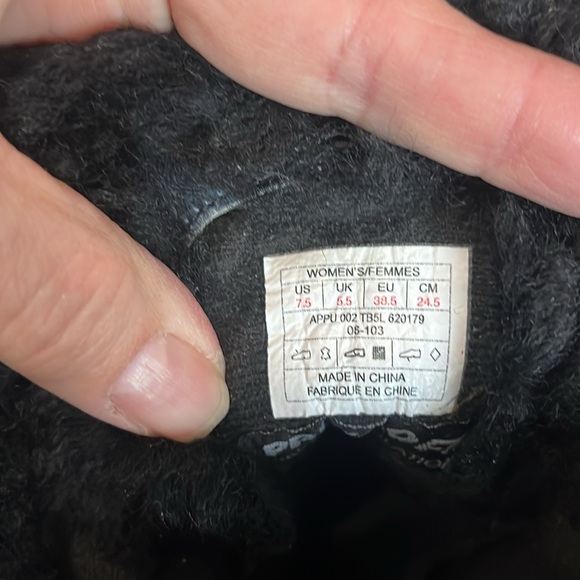 WOMEN'S/FEMMES
US UK EU CM
7.5 5.5 38.5 24.5
APPU 002 TB5L 620179
08-103
MADE IN CHINA
FABRIQUÉ EN CHINE